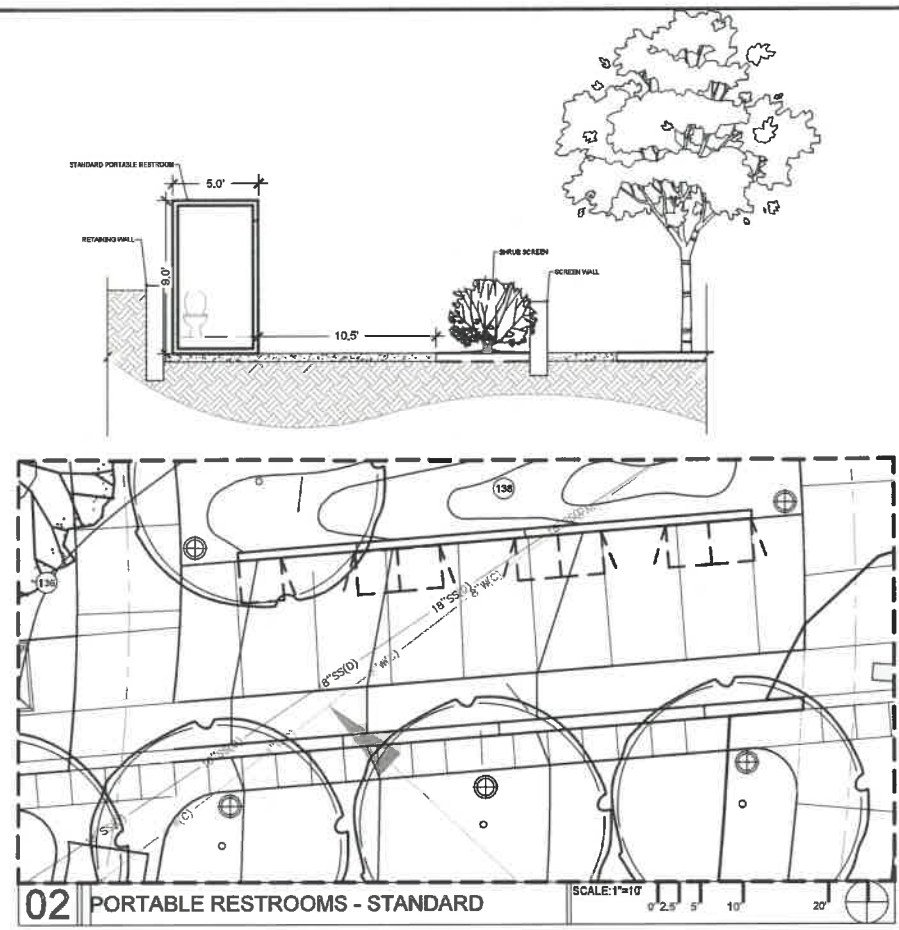 STANDARD PORTABLE RESTROOM
5.0'
RETAINING WALL
9.0'
SHRUB SCREEN
SCREEN WALL
10.5'
138
136
18"SS(D)
8"W(C)
8"SS(D)
"W(C)
(C)
02
PORTABLE RESTROOMS - STANDARD
SCALE:1"=10'
0' 2.5' 5' 10' 20'